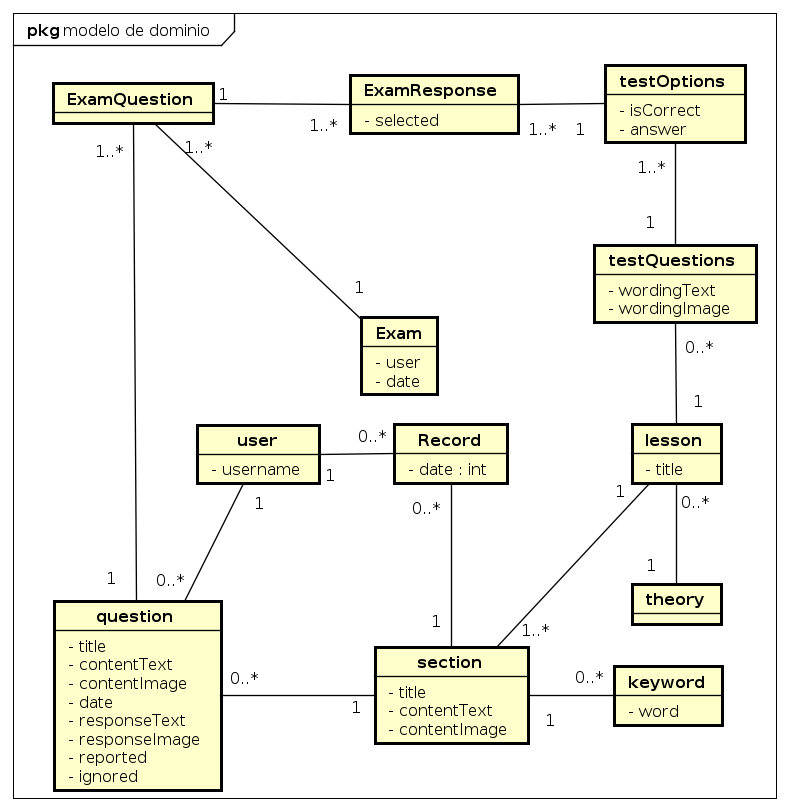 pkg modelo de dominio
ExamQuestion
1
1..*
1..*
ExamResponse
- selected
1..*
1..*
1
testOptions
- isCorrect
- answer
1..*
1
testQuestions
- wordingText
- wordingImage
0..*
1
1
Exam
- user
- date
user
- username
1
0..*
1
0..*
Record
- date : int
0..*
1
lesson
- title
1
0..*
1
1..*
theory
1
question
- title
- contentText
- contentImage
- date
- responseText
- responseImage
- reported
- ignored
0..*
1
section
- title
- contentText
- contentImage
0..*
1
keyword
- word